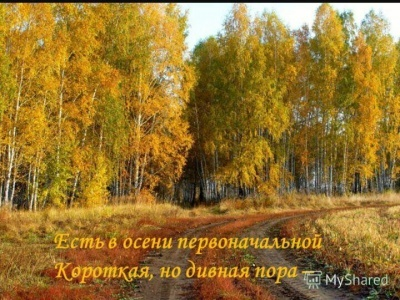 Есть в осени первоначальной
Короткая, но дивная пора –
MyShared